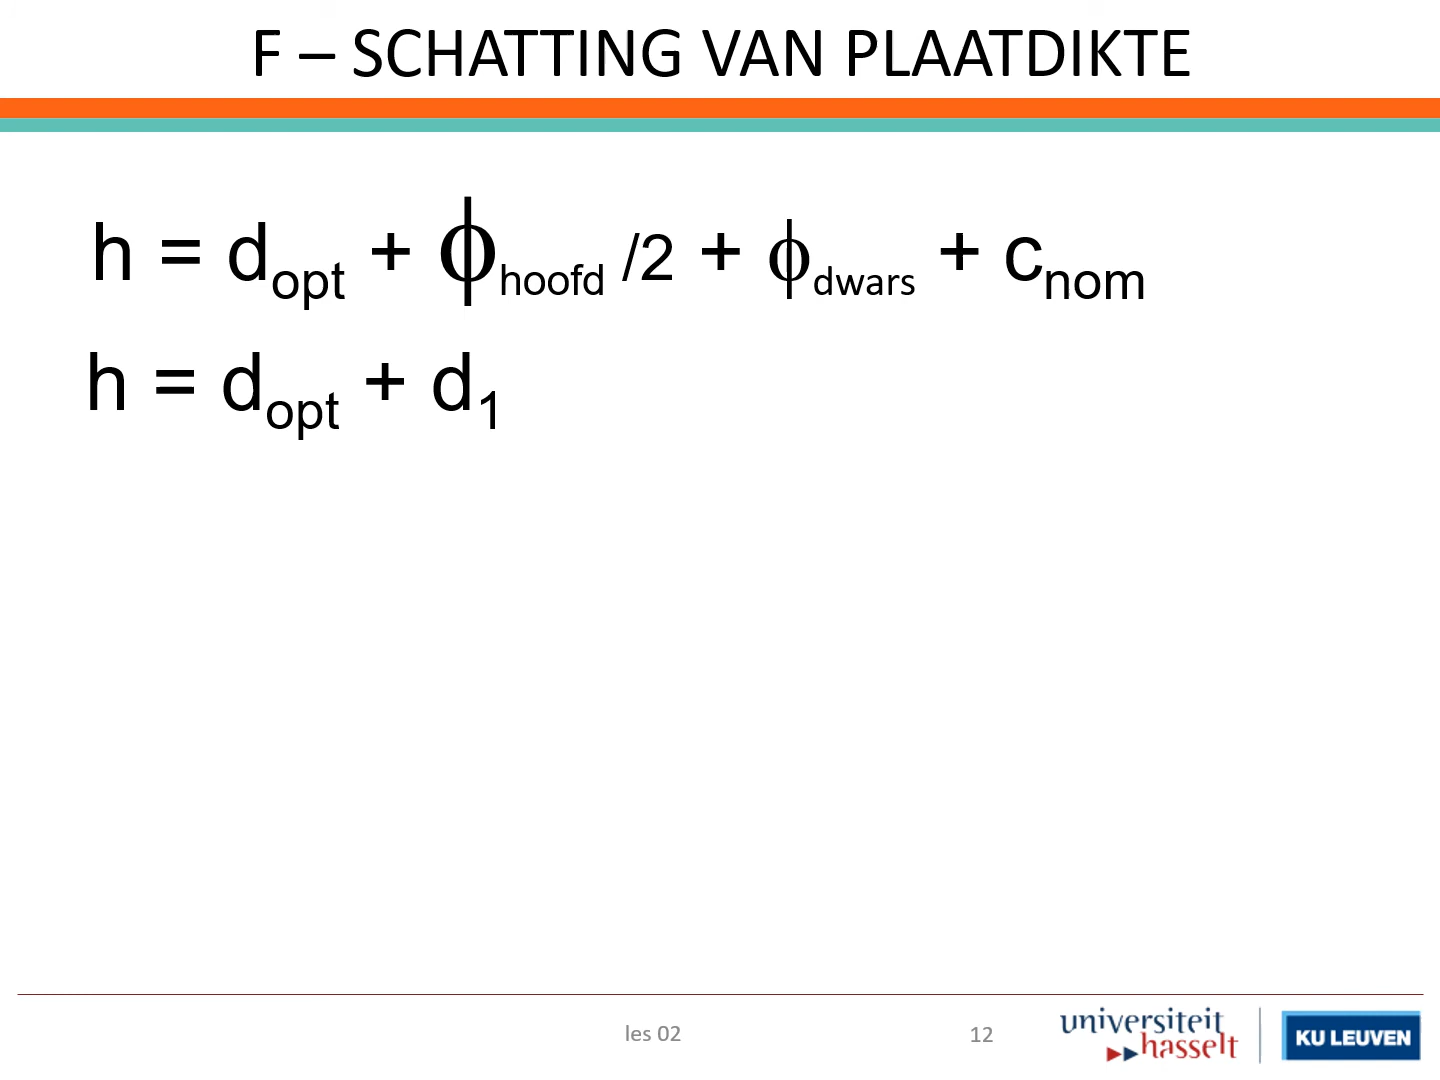 F – SCHATTING VAN PLAATDIKTE
h = dopt + ϕhoofd /2 + ϕdwars + cnom
h = dopt + d1
les 02
12
universiteit
hasselt
KU LEUVEN